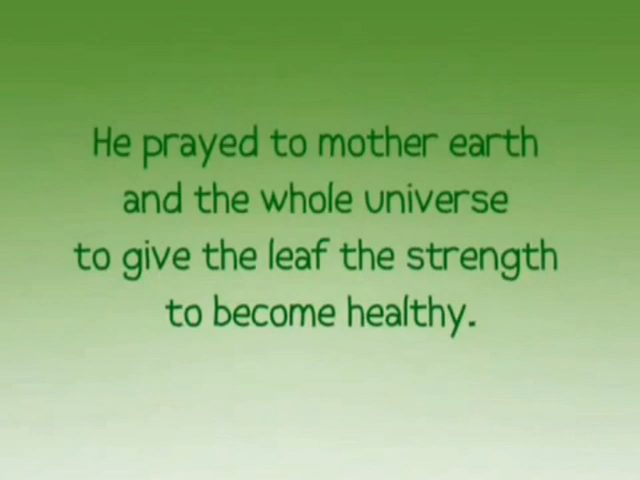 He prayed to mother earth
and the whole universe
to give the leaf the strength
to become healthy.